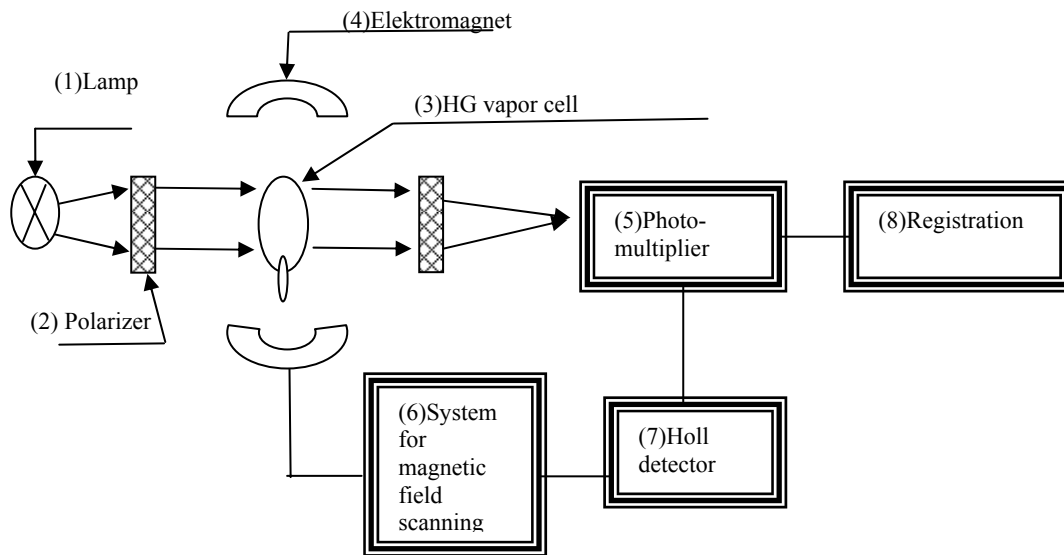 (4)Elektromagnet
(1)Lamp
(3)HG vapor cell
(5)Photo-
multiplier
(8)Registration
(2) Polarizer
(6)System
for
magnetic
field
scanning
(7)Holl
detector